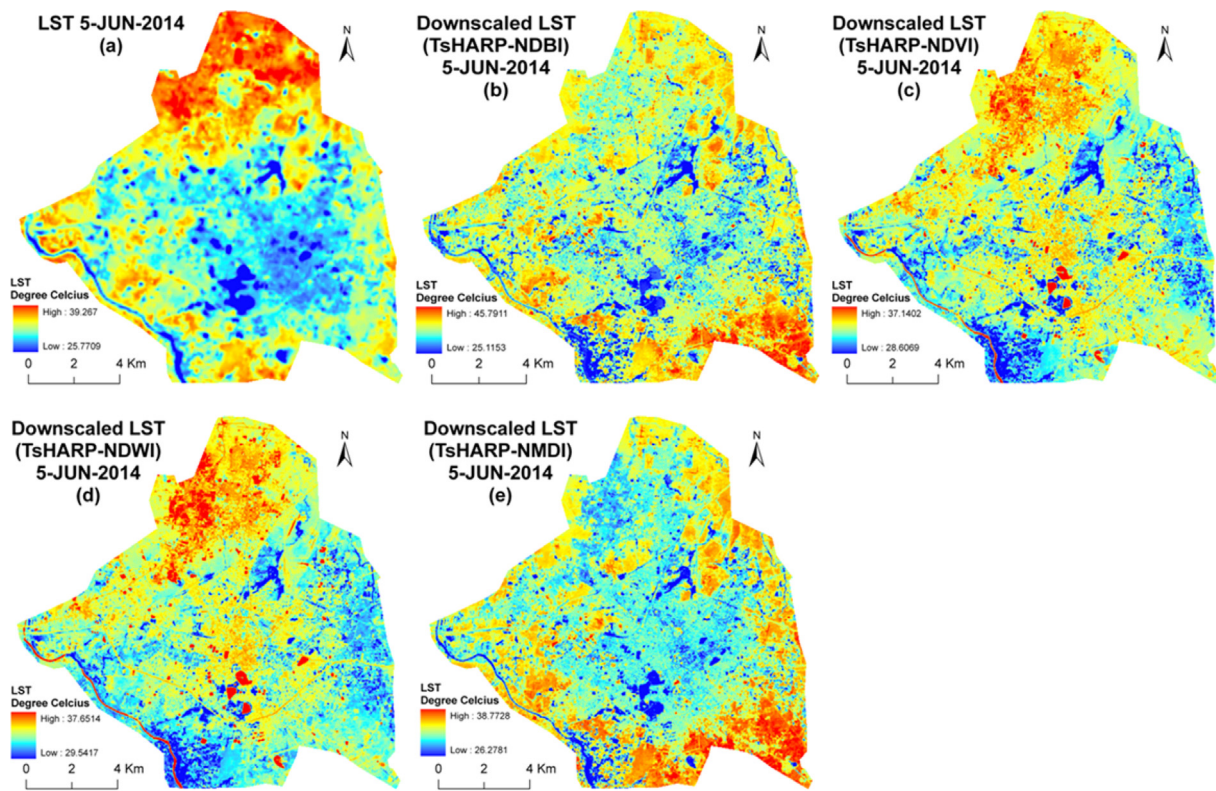 LST 5-JUN-2014
(a)
N
LST
Degree Celcius
High : 39.267
Low : 25.7709
0 2 4 Km
Downscaled LST
(TsHARP-NDBI)
5-JUN-2014
(b)
N
LST
Degree Celcius
High : 45.7911
Low : 25.1153
0 2 4 Km
Downscaled LST
(TsHARP-NDVI)
5-JUN-2014
(c)
N
LST
Degree Celcius
High : 37.1402
Low : 28.6069
0 2 4 Km
Downscaled LST
(TsHARP-NDWI)
5-JUN-2014
(d)
N
LST
Degree Celcius
High : 37.6514
Low : 29.5417
0 2 4 Km
Downscaled LST
(TsHARP-NMDI)
5-JUN-2014
(e)
N
LST
Degree Celcius
High : 38.7728
Low : 26.2781
0 2 4 Km